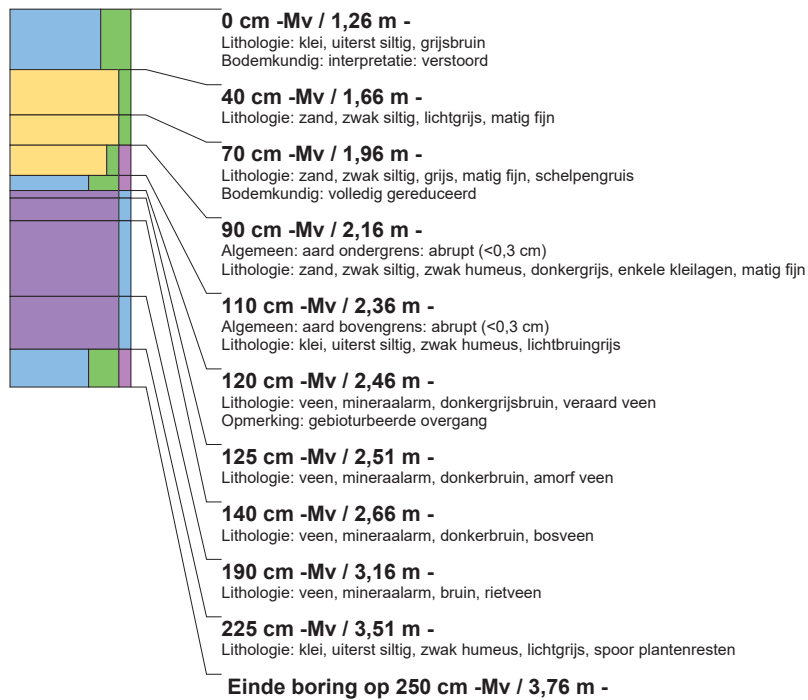 0 cm -Mv / 1,26 m -
Lithologie: klei, uiterst siltig, grijsbruin
Bodemkundig: interpretatie: verstoord
40 cm -Mv / 1,66 m -
Lithologie: zand, zwak siltig, lichtgrijs, matig fijn
70 cm -Mv / 1,96 m -
Lithologie: zand, zwak siltig, grijs, matig fijn, schelpengruis
Bodemkundig: volledig gereduceerd
90 cm -Mv / 2,16 m -
Algemeen: aard ondergrens: abrupt (<0,3 cm)
Lithologie: zand, zwak siltig, zwak humeus, donkergrijs, enkele kleilagen, matig fijn
110 cm -Mv / 2,36 m -
Algemeen: aard bovengrens: abrupt (<0,3 cm)
Lithologie: klei, uiterst siltig, zwak humeus, lichtbruingrijs
120 cm -Mv / 2,46 m -
Lithologie: veen, mineraalarm, donkergrijsbruin, veraard veen
Opmerking: gebioturbeerde overgang
125 cm -Mv / 2,51 m -
Lithologie: veen, mineraalarm, donkerbruin, amorf veen
140 cm -Mv / 2,66 m -
Lithologie: veen, mineraalarm, donkerbruin, bosveen
190 cm -Mv / 3,16 m -
Lithologie: veen, mineraalarm, bruin, rietveen
225 cm -Mv / 3,51 m -
Lithologie: klei, uiterst siltig, zwak humeus, lichtgrijs, spoor plantenresten
Einde boring op 250 cm -Mv / 3,76 m -